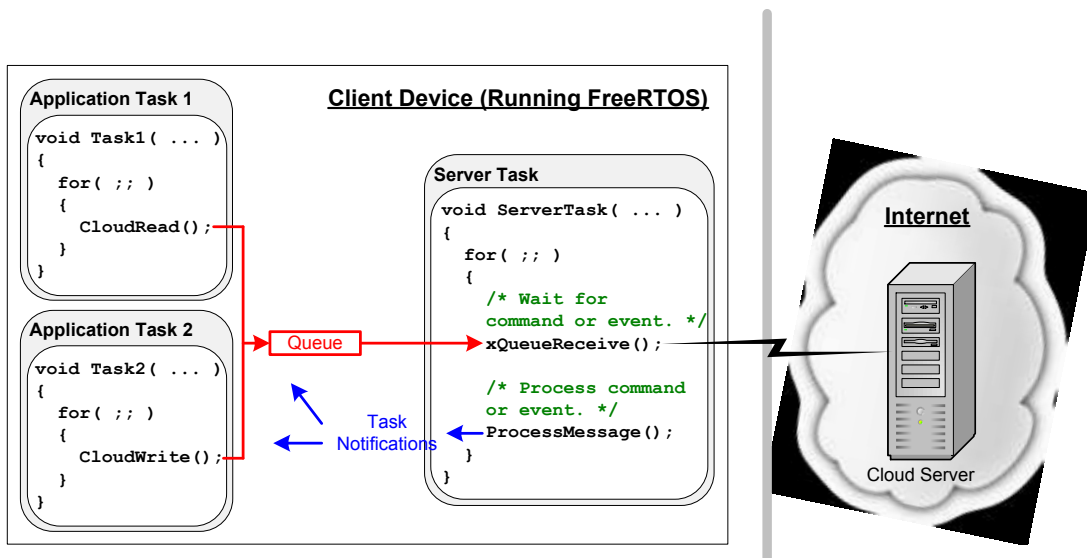 Client Device (Running FreeRTOS)
Application Task 1
void Task1( ... )
{
for( ;; )
{
CloudRead();
}
}
Application Task 2
void Task2( ... )
{
for( ;; )
{
CloudWrite();
}
}
Queue
Task
Notifications
Server Task
void ServerTask( ... )
{
for( ;; )
{
/* Wait for
command or event. */
xQueueReceive();
/* Process command
or event. */
ProcessMessage();
}
}
Internet
Cloud Server